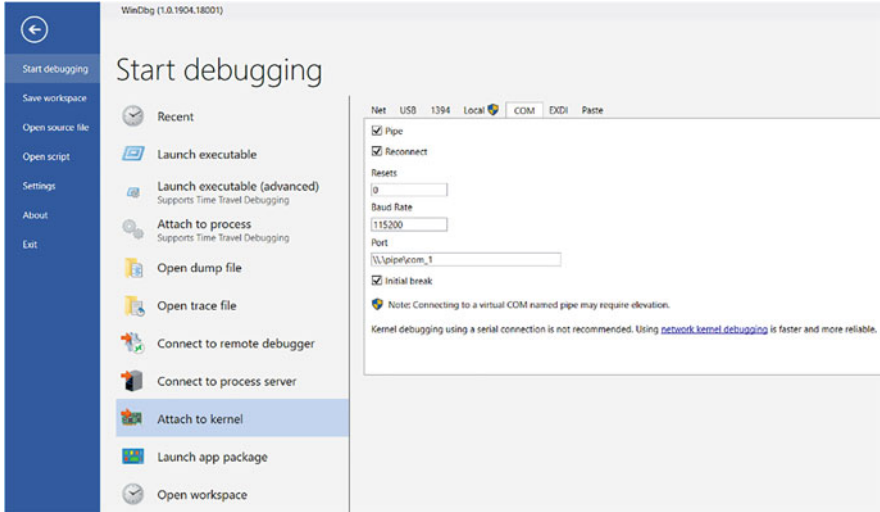 WinDbg (1.0.1904.18001)
Start debugging
Save workspace
Open source file
Open script
Settings
About
Exit
Start debugging
Recent
Launch executable
Launch executable (advanced)
Supports Time Travel Debugging
Attach to process
Supports Time Travel Debugging
Open dump file
Open trace file
Connect to remote debugger
Connect to process server
Attach to kernel
Launch app package
Open workspace
Net USB 1394 Local COM EXDI Paste
Pipe
Reconnect
Resets
0
Baud Rate
115200
Port
\\.\pipe\com_1
Initial break
Note: Connecting to a virtual COM named pipe may require elevation.
Kernel debugging using a serial connection is not recommended. Using network kernel debugging is faster and more reliable.